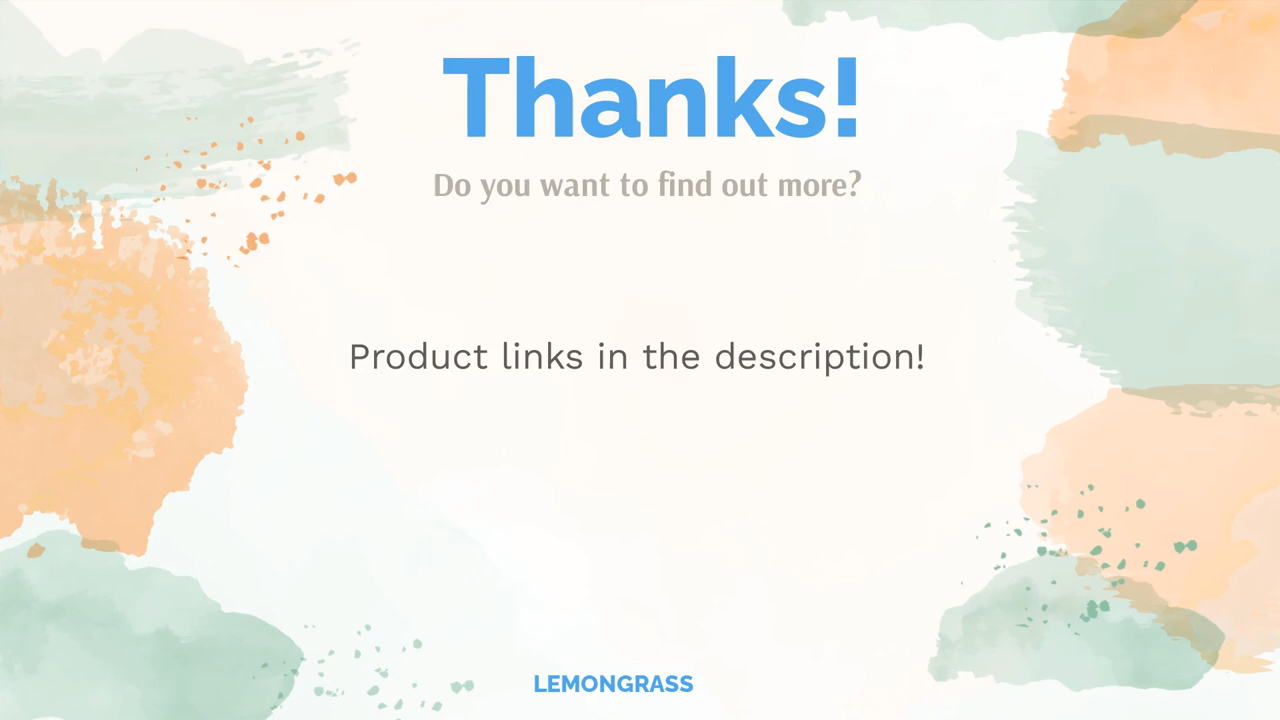 Thanks!
Do you want to find out more?
Product links in the description!
LEMONGRASS